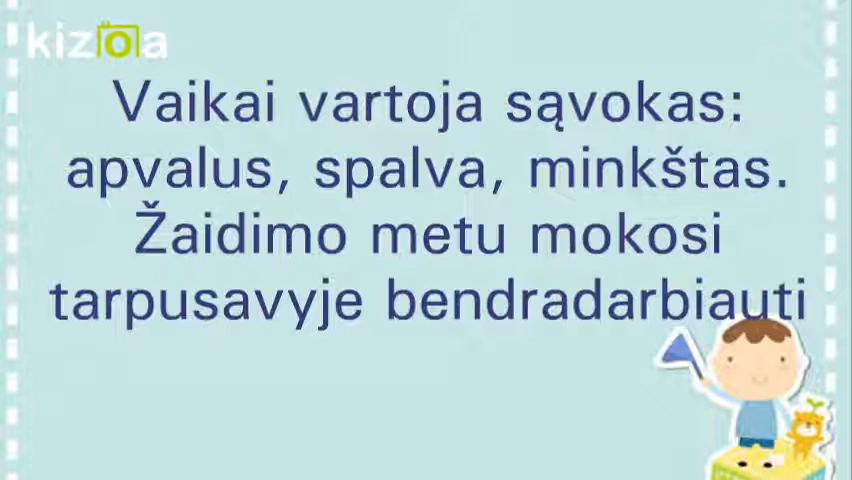 kizoa
Vaikai vartoja sąvokas:
apvalus, spalva, minkštas.
Žaidimo metu mokosi
tarpusavyje bendradarbiauti